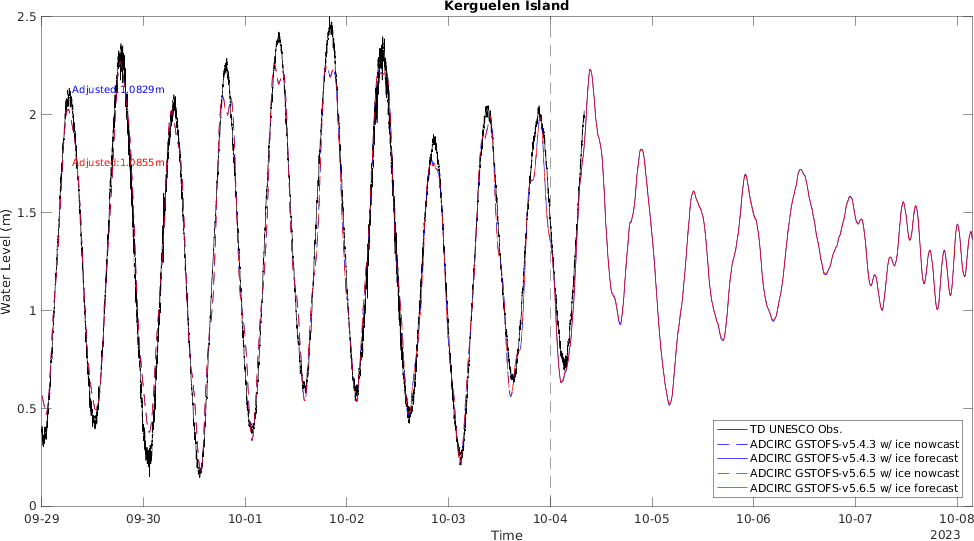 Kerguelen Island
2.5
2
1.5
1
0.5
0
Water Level (m)
Adjusted:1.0829m
Adjusted:1.0855m
TD UNESCO Obs.
ADCIRC GSTOFS-v5.4.3 w/ ice nowcast
ADCIRC GSTOFS-v5.4.3 w/ ice forecast
ADCIRC GSTOFS-v5.6.5 w/ ice nowcast
ADCIRC GSTOFS-v5.6.5 w/ ice forecast
09-29 09-30 10-01 10-02 10-03 10-04 10-05 10-06 10-07 10-08
Time
2023